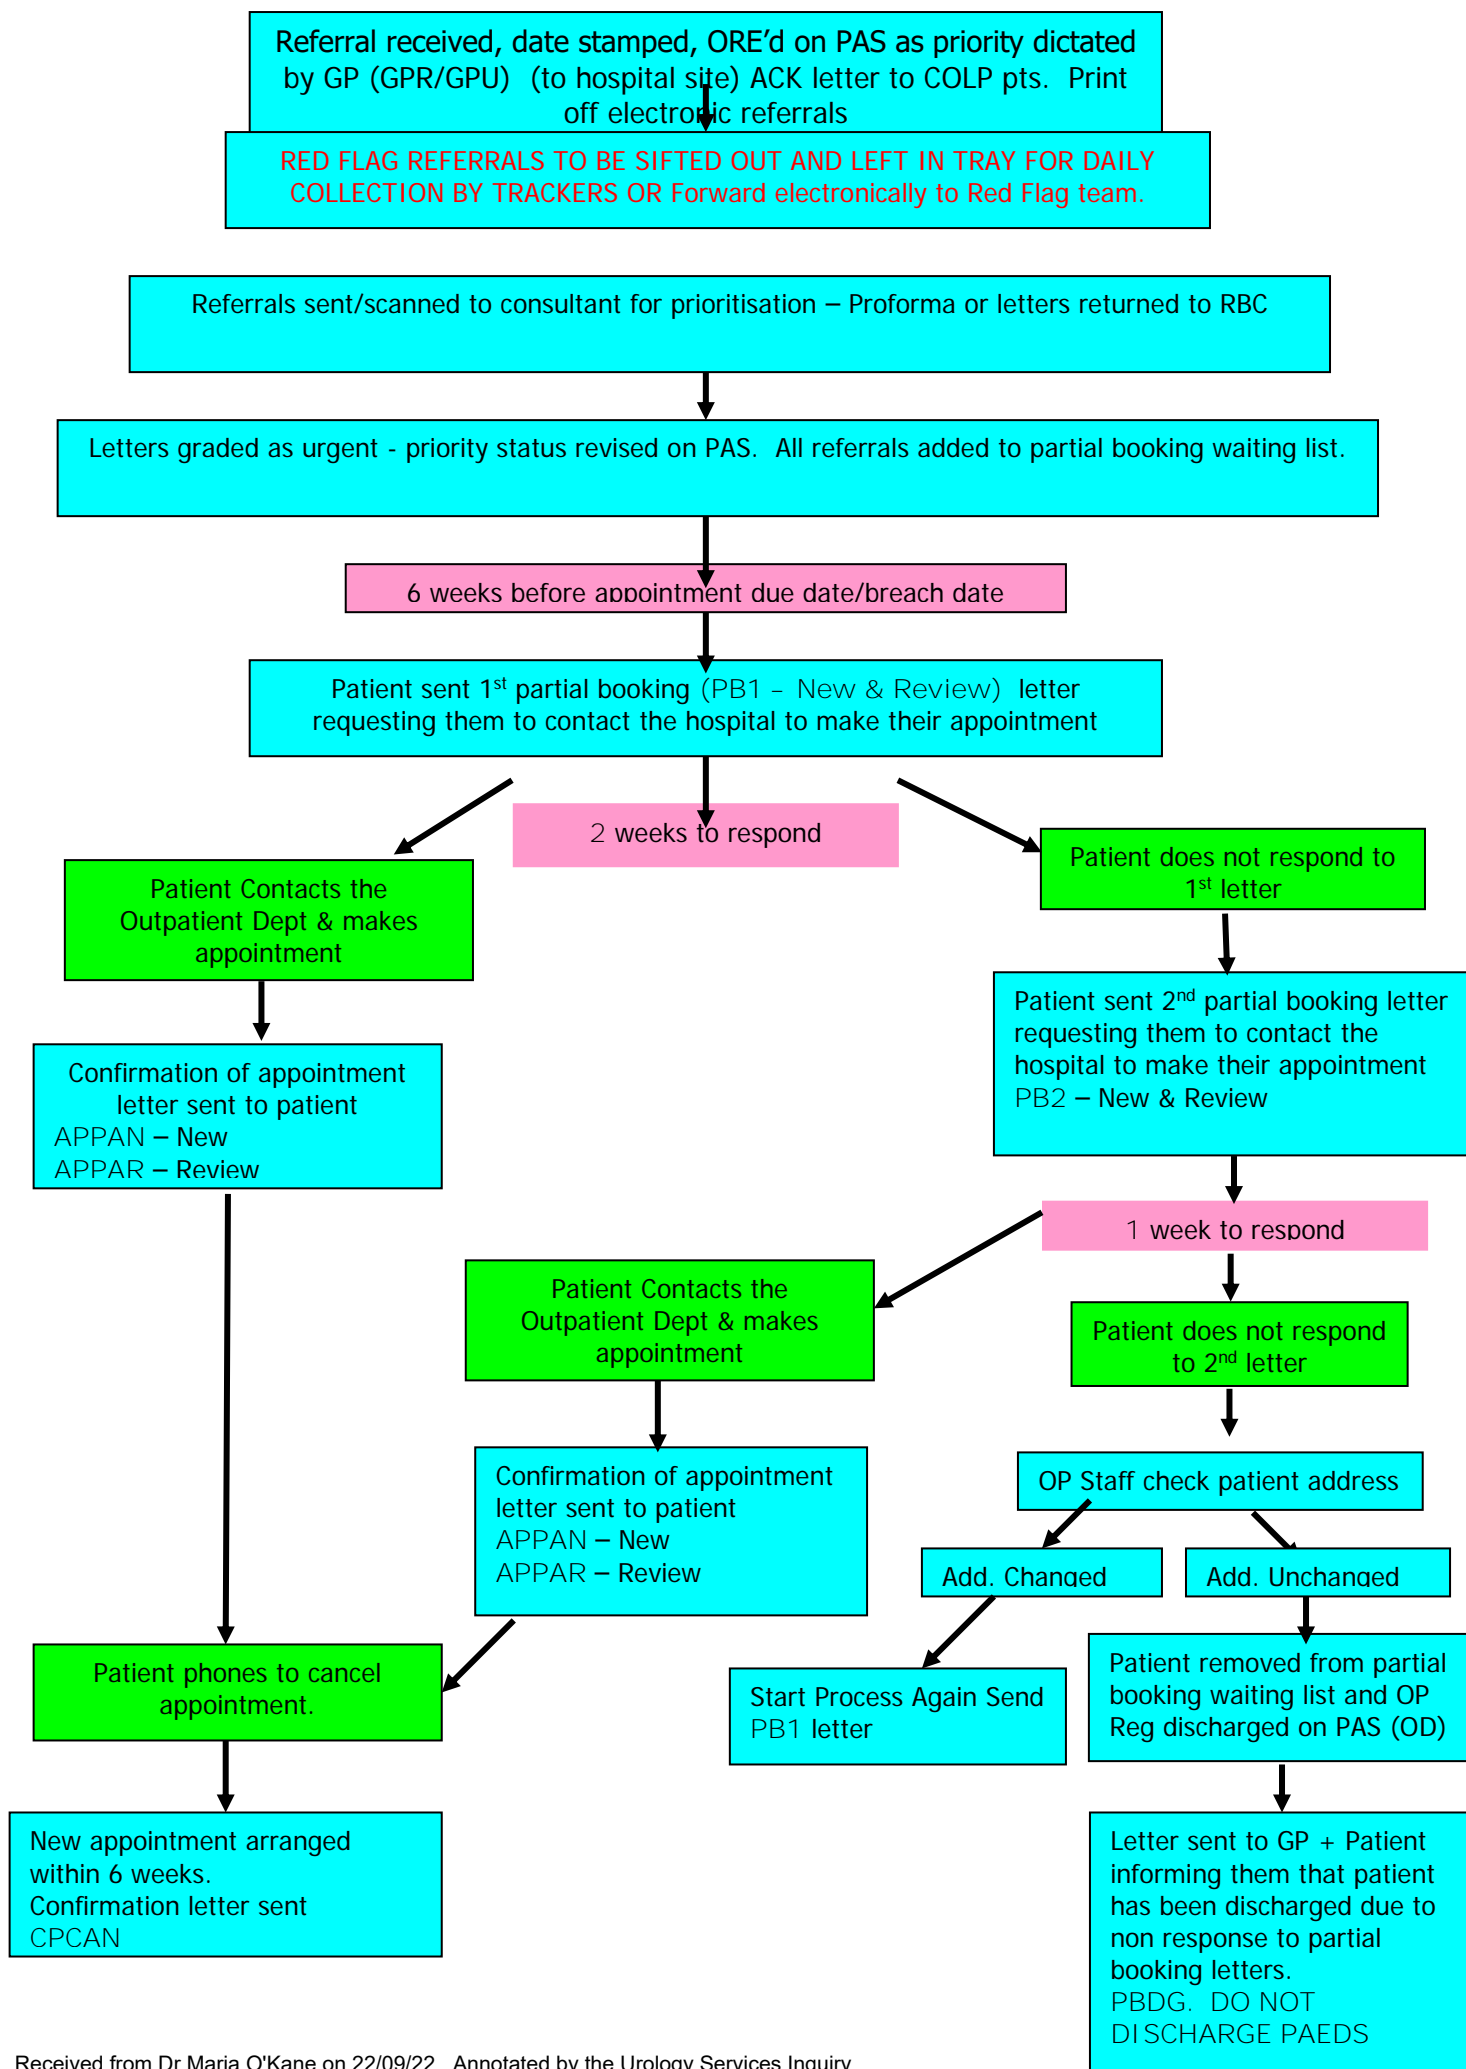 Referral received, date stamped, ORE’d on PAS as priority dictated
by GP (GPR/GPU) (to hospital site) ACK letter to COLP pts. Print
off electronic referrals
RED FLAG REFERRALS TO BE SIFTED OUT AND LEFT IN TRAY FOR DAILY
COLLECTION BY TRACKERS OR Forward electronically to Red Flag team.
Referrals sent/scanned to consultant for prioritisation – Proforma or letters returned to RBC
Letters graded as urgent - priority status revised on PAS. All referrals added to partial booking waiting list.
6 weeks before appointment due date/breach date
Patient sent 1st partial booking (PB1 – New & Review) letter
requesting them to contact the hospital to make their appointment
2 weeks to respond
Patient Contacts the
Outpatient Dept & makes
appointment
Patient does not respond to
1st letter
Confirmation of appointment
letter sent to patient
APPAN – New
APPAR – Review
Patient sent 2nd partial booking letter
requesting them to contact the
hospital to make their appointment
PB2 – New & Review
1 week to respond
Patient Contacts the
Outpatient Dept & makes
appointment
Patient does not respond
to 2nd letter
Confirmation of appointment
letter sent to patient
APPAN – New
APPAR – Review
OP Staff check patient address
Add. Changed
Add. Unchanged
Patient phones to cancel
appointment.
Start Process Again Send
PB1 letter
Patient removed from partial
booking waiting list and OP
Reg discharged on PAS (OD)
New appointment arranged
within 6 weeks.
Confirmation letter sent
CPCAN
Letter sent to GP + Patient
informing them that patient
has been discharged due to
non response to partial
booking letters.
PBDG. DO NOT
DISCHARGE PAEDS
Received from Dr Maria O'Kane on 22/09/22. Annotated by the Urology Services Inquiry